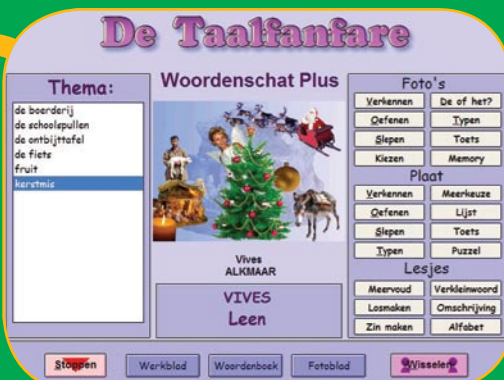 De Taalfanfare
Thema:
de boerderij
de schoolspullen
de ontbijttafel
de fiets
fruit
kerstmis
Woordenschat Plus
Vives
ALKMAAR
VIVES
Leen
Foto's
Verkennen De of het?
Oefenen Typen
Slepen Toets
Kiezen Memory
Plaat
Verkennen Meerkeuze
Oefenen Lijst
Slepen Toets
Typen Puzzel
Lesjes
Meervoud Verkleinwoord
Losmaken Omschrijving
Zin maken Alfabet
Stoppen Werkblad Woordenboek Fotoblad Wisselen